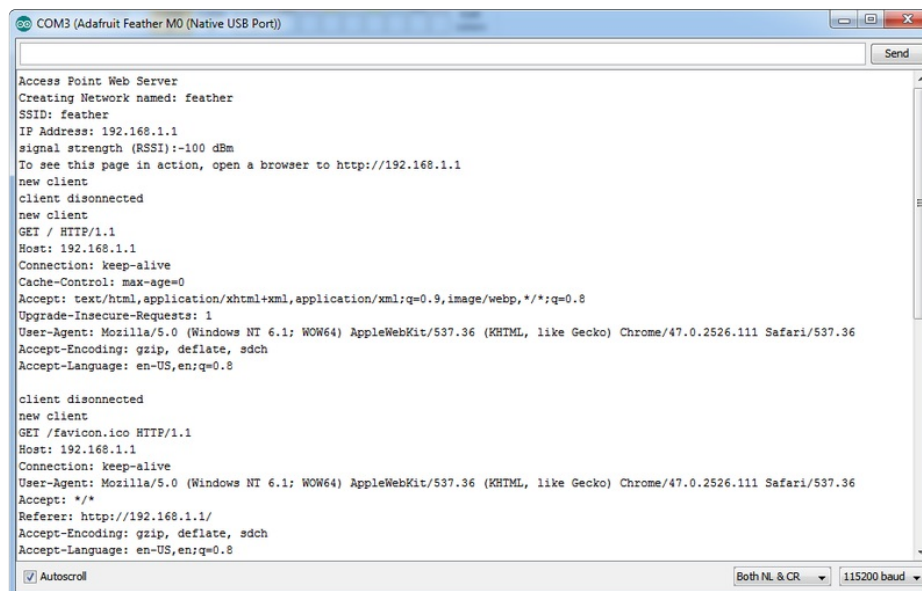 COM3 (Adafruit Feather M0 (Native USB Port))
Send
Access Point Web Server
Creating Network named: feather
SSID: feather
IP Address: 192.168.1.1
signal strength (RSSI):-100 dBm
To see this page in action, open a browser to http://192.168.1.1
new client
client disonnected
new client
GET / HTTP/1.1
Host: 192.168.1.1
Connection: keep-alive
Cache-Control: max-age=0
Accept: text/html,application/xhtml+xml,application/xml;q=0.9,image/webp,*/*;q=0.8
Upgrade-Insecure-Requests: 1
User-Agent: Mozilla/5.0 (Windows NT 6.1; WOW64) AppleWebKit/537.36 (KHTML, like Gecko) Chrome/47.0.2526.111 Safari/537.36
Accept-Encoding: gzip, deflate, sdch
Accept-Language: en-US,en;q=0.8
client disonnected
new client
GET /favicon.ico HTTP/1.1
Host: 192.168.1.1
Connection: keep-alive
User-Agent: Mozilla/5.0 (Windows NT 6.1; WOW64) AppleWebKit/537.36 (KHTML, like Gecko) Chrome/47.0.2526.111 Safari/537.36
Accept: */*
Referer: http://192.168.1.1/
Accept-Encoding: gzip, deflate, sdch
Accept-Language: en-US,en;q=0.8
Autoscroll
Both NL & CR
115200 baud